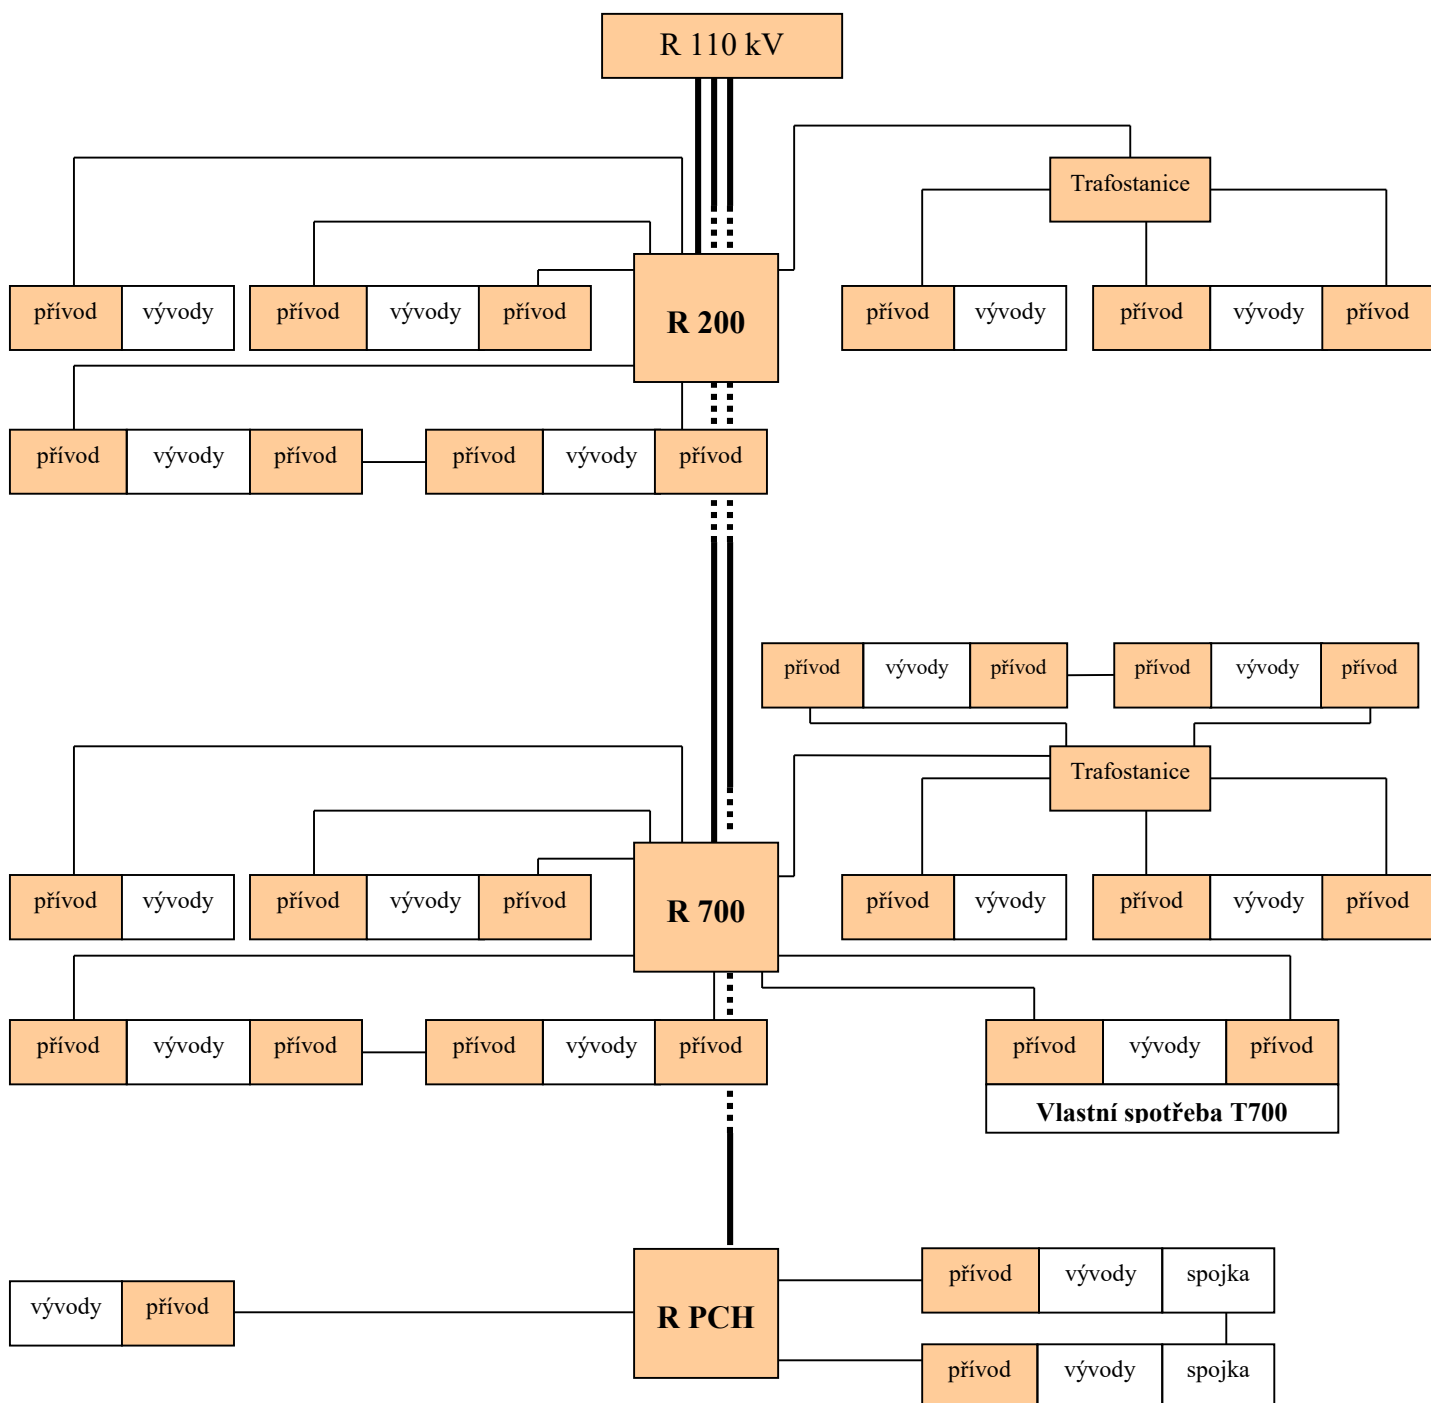 R 110 kV
Trafostanice
přívod vývody přívod vývody přívod R 200 přívod vývody přívod vývody přívod
přívod vývody přívod přívod vývody přívod
přívod vývody přívod přívod vývody přívod
Trafostanice
přívod vývody přívod vývody přívod R 700 přívod vývody přívod vývody přívod
přívod vývody přívod přívod vývody přívod přívod vývody přívod
Vlastní spotřeba T700
přívod vývody spojka
vývody přívod R PCH
přívod vývody spojka